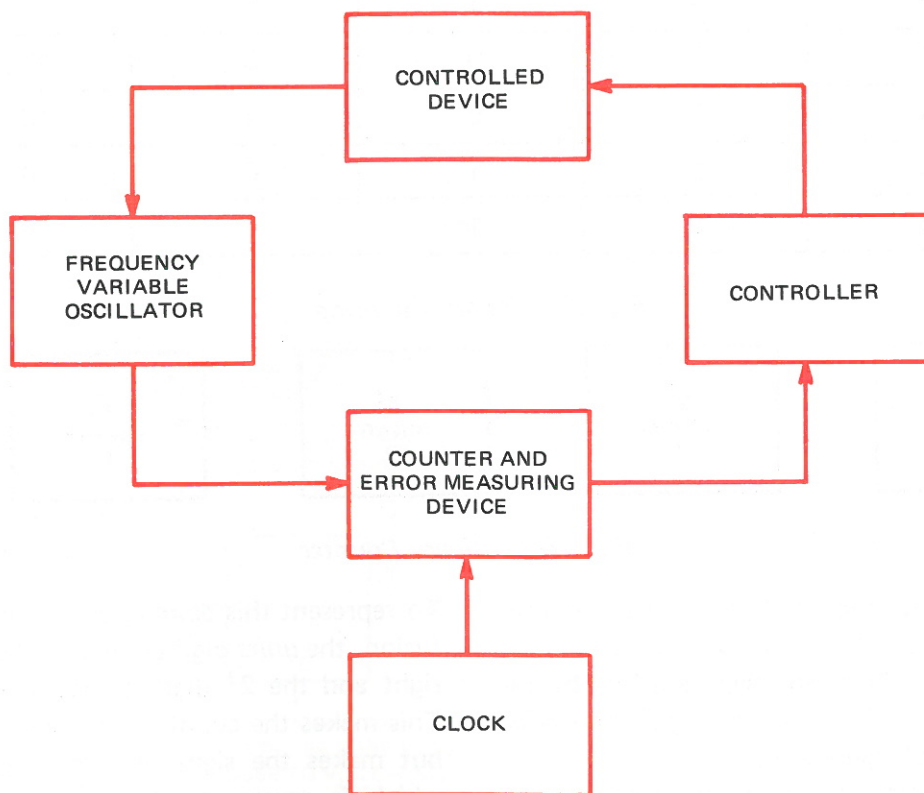 CONTROLLED
DEVICE
FREQUENCY
VARIABLE
OSCILLATOR
CONTROLLER
COUNTER AND
ERROR MEASURING
DEVICE
CLOCK